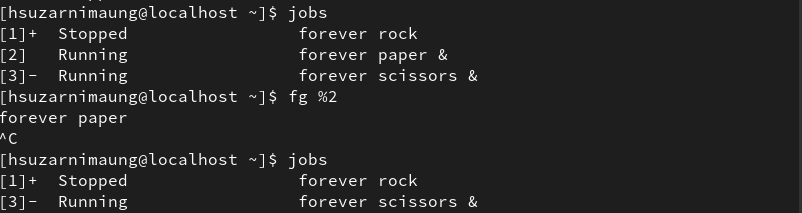 [hsuzarnimaung@localhost ~]$ jobs
[1]+  Stopped                 forever rock
[2]   Running                 forever paper &
[3]-  Running                 forever scissors &
[hsuzarnimaung@localhost ~]$ fg %2
forever paper
^C
[hsuzarnimaung@localhost ~]$ jobs
[1]+  Stopped                 forever rock
[3]-  Running                 forever scissors &